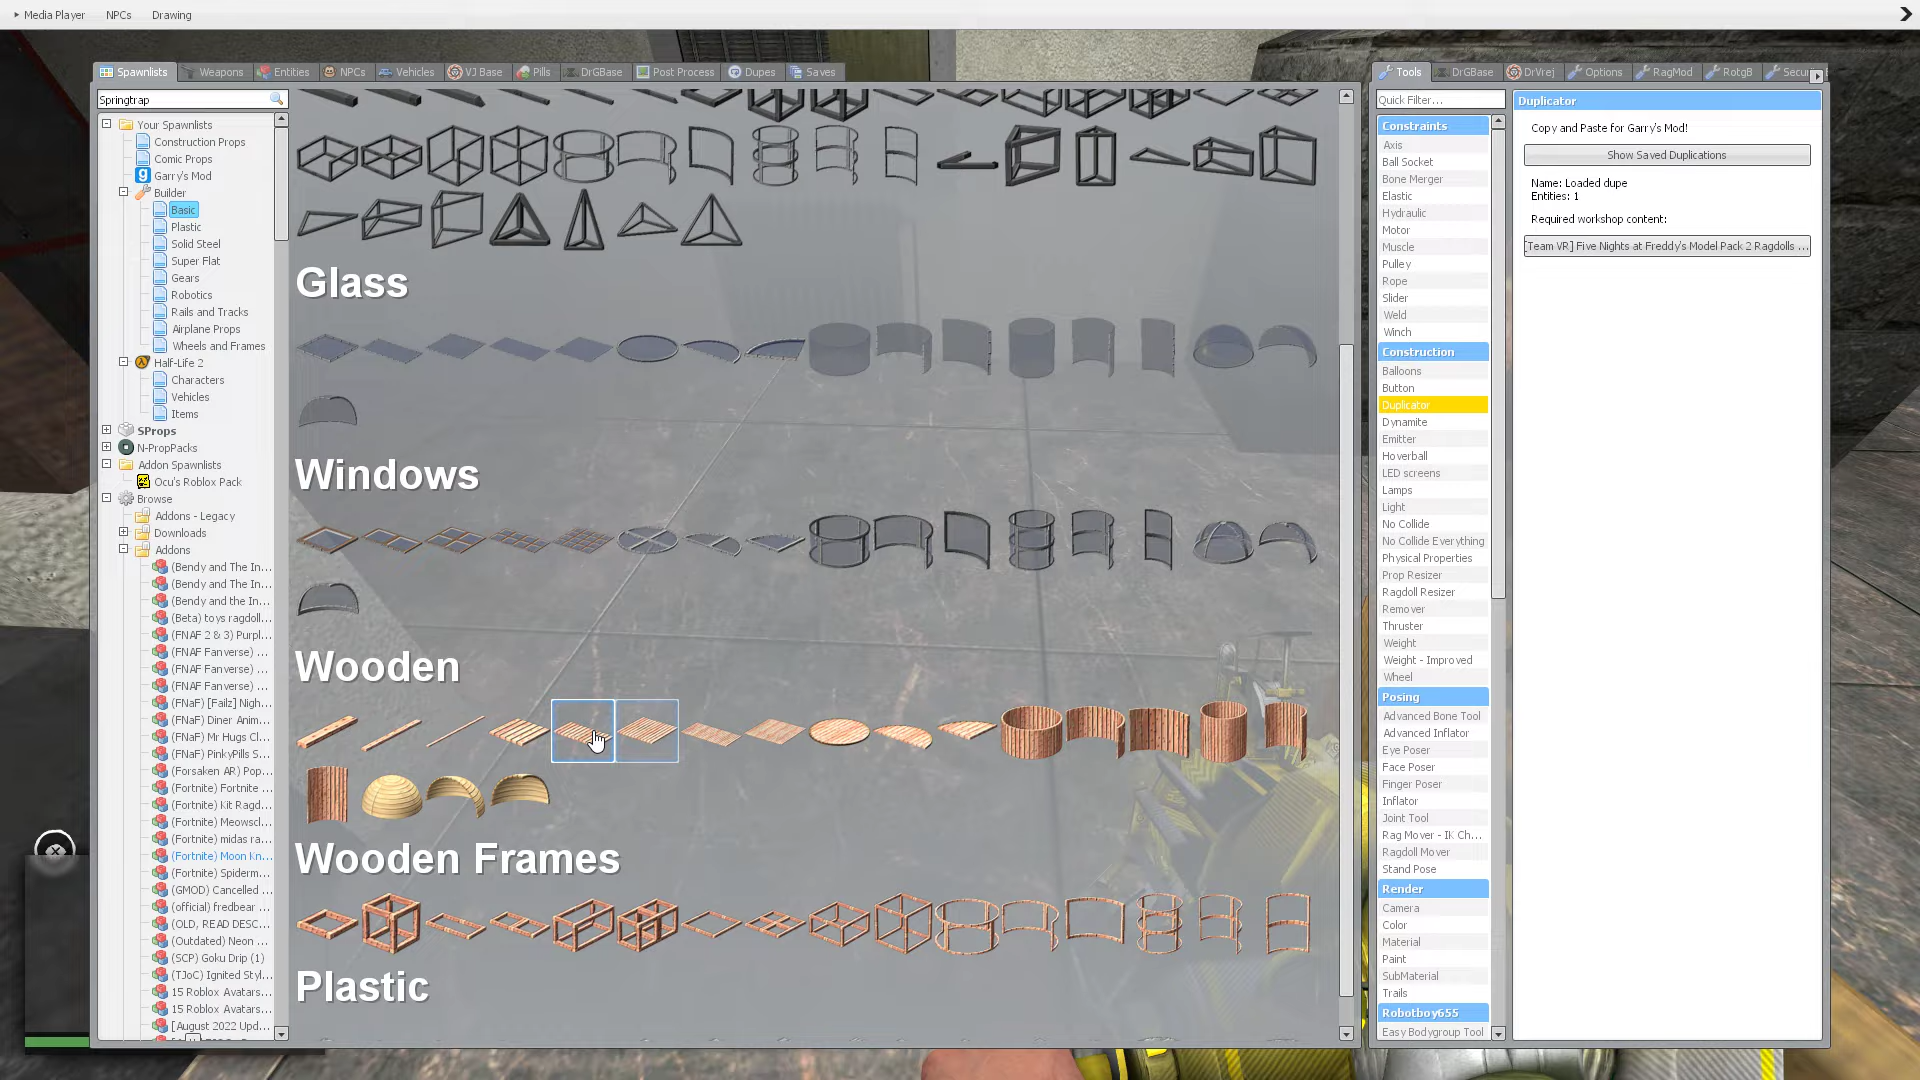 Media Player NPCs Drawing
Spawnlists Weapons Entities NPCs Vehicles VJ Base Pills DrGBase Post Process Dupes Saves
Springtrap
Your Spawnlists
Construction Props
Comic Props
Garry's Mod
Builder
Basic
Plastic
Solid Steel
Super Flat
Gears
Robotics
Rails and Tracks
Airplane Props
Wheels and Frames
Half-Life 2
Characters
Vehicles
Items
SProps
N-PropPacks
Addon Spawnlists
Ocu's Roblox Pack
Browse
Addons - Legacy
Downloads
Addons
(Bendy and The In...
(Bendy and The In...
(Bendy and the In...
(Beta) toys ragdoll...
(FNAF 2 & 3) Purpl...
(FNAF Fanverse) ...
(FNAF Fanverse) ...
(FNAF Fanverse) ...
(FNaF) [Failz] Nigh...
(FNaF) Diner Anim...
(FNaF) Mr Hugs Cl...
(FNaF) PinkyPills S...
(Forsaken AR) Pop...
(Fortnite) Fortnite ...
(Fortnite) Kit Ragd...
(Fortnite) Meowscl...
(Fortnite) midas ra...
(Fortnite) Moon Kn...
(Fortnite) Spiderm...
(GMOD) Cancelled ...
(official) fredbear ...
(OLD, READ DESC...
(Outdated) Neon ...
(SCP) Goku Drip (1)
(TJoC) Ignited Styl...
15 Roblox Avatars...
15 Roblox Avatars...
[ August 2022 Upd...
Glass
Windows
Wooden
Wooden Frames
Plastic
Tools DrGBase DrVrej Options RagMod RotgB Secu
Quick Filter...
Constraints
Axis
Ball Socket
Bone Merger
Elastic
Hydraulic
Motor
Muscle
Pulley
Rope
Slider
Weld
Winch
Construction
Balloons
Button
Duplicator
Dynamite
Emitter
Hoverball
LED screens
Lamps
Light
No Collide
No Collide Everything
Physical Properties
Prop Resizer
Ragdoll Resizer
Remover
Thruster
Weight
Weight - Improved
Wheel
Posing
Advanced Bone Tool
Advanced Inflator
Eye Poser
Face Poser
Finger Poser
Inflator
Joint Tool
Rag Mover - IK Ch...
Ragdoll Mover
Stand Pose
Render
Camera
Color
Material
Paint
SubMaterial
Trails
Robotboy655
Easy Bodygroup Tool
Duplicator
Copy and Paste for Garry's Mod!
Show Saved Duplications
Name: Loaded dupe
Entities: 1
Required workshop content:
[Team VR] Five Nights at Freddy's Model Pack 2 Ragdolls ...